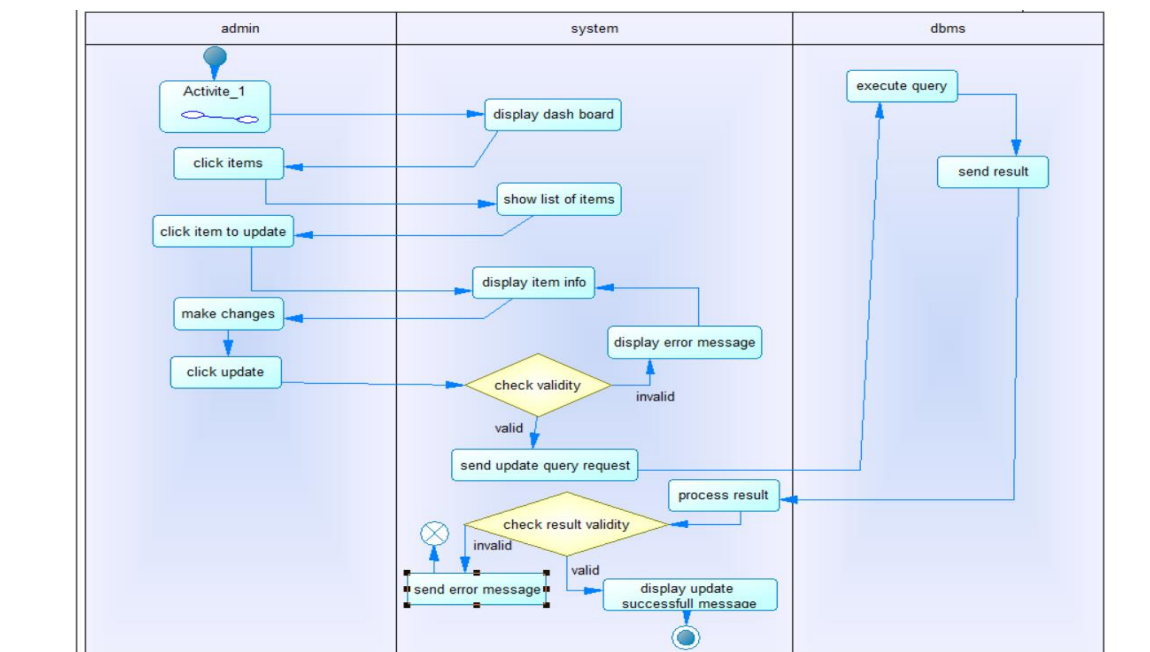 admin
system
dbms
Activite_1
execute query
display dash board
click items
send result
show list of items
click item to update
display item info
make changes
display error message
click update
check validity
invalid
valid
send update query request
process result
check result validity
invalid
valid
send error message
display update
successfull message